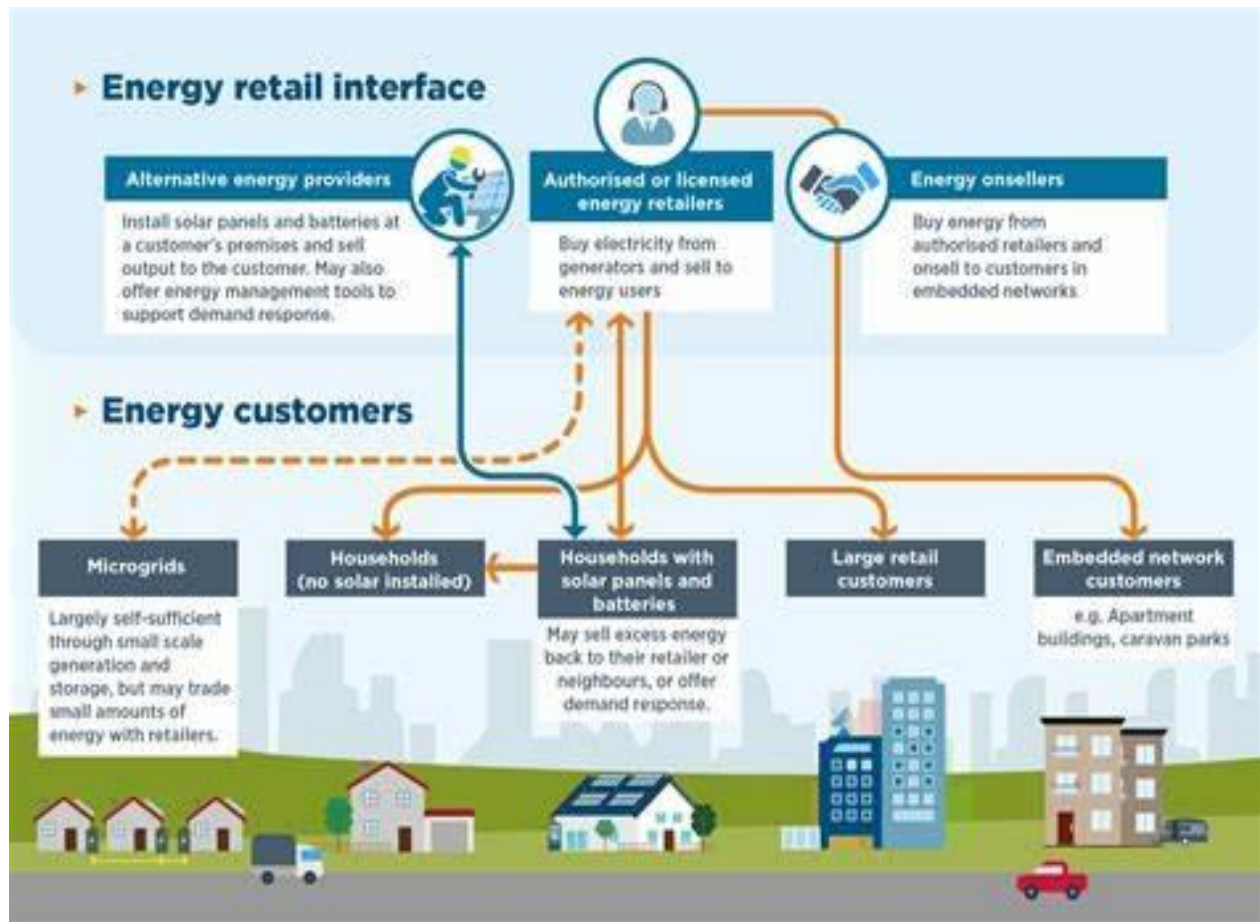 Energy retail interface
Alternative energy providers
Install solar panels and batteries at
a customer's premises and sell
output to the customer. May also
offer energy management tools to
support demand response.
Authorised or licensed
energy retailers
Buy electricity from
generators and sell to
energy users
Energy onsellers
Buy energy from
authorised retailers and
onsell to customers in
embedded networks
Energy customers
Microgrids
Largely self-sufficient
through small scale
generation and
storage, but may trade
small amounts of
energy with retailers.
Households
(no solar installed)
Households with
solar panels and
batteries
May sell excess energy
back to their retailer or
neighbours, or offer
demand response.
Large retail
customers
Embedded network
customers
e.g. Apartment
buildings, caravan parks